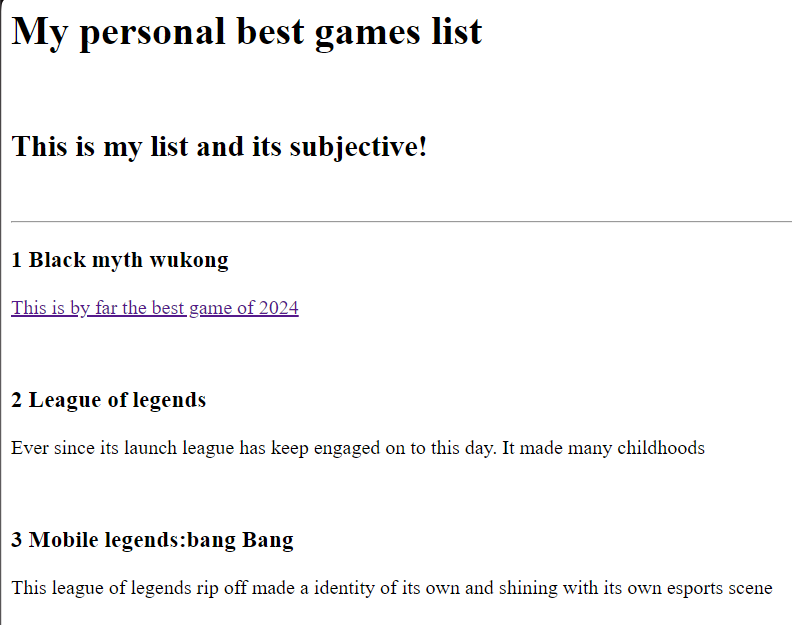 My personal best games list
This is my list and its subjective!
1 Black myth wukong
This is by far the best game of 2024
2 League of legends
Ever since its launch league has keep engaged on to this day. It made many childhoods
3 Mobile legends:bang Bang
This league of legends rip off made a identity of its own and shining with its own esports scene